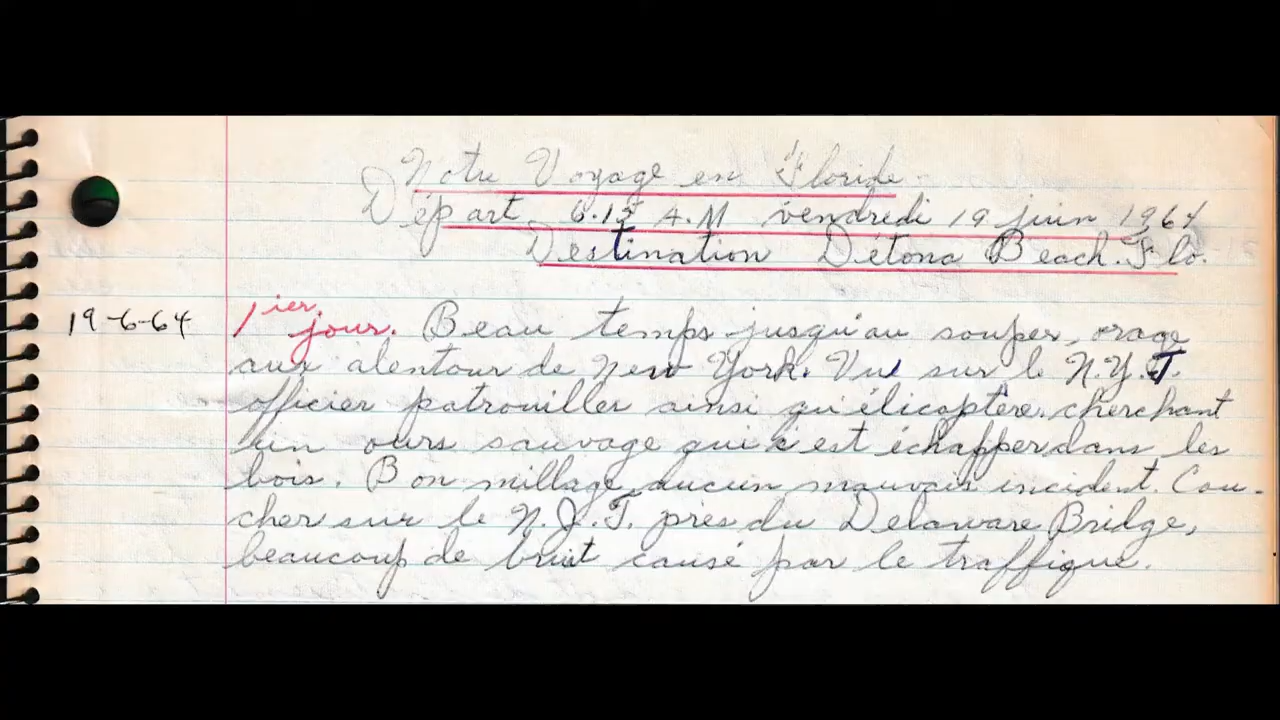 Notre Voyage en Floride
Départ 6.15 A.M vendredi 19 juin 1964
Destination Détona Beach. Flo.
19-6-64 1ier jour. Beau temps jusqu'au souper, orage
aux alentour de New York. Vu sur le N.Y.T.
officier patrouiller ainsi qu'élicoptère. cherchant
un ours sauvage qui c'est échapper dans les
bois. Bon millage, aucun mauvais incident. Cou-
cher sur le N.J.T. près du Delaware Bridge,
beaucoup de bruit causé par le traffique.